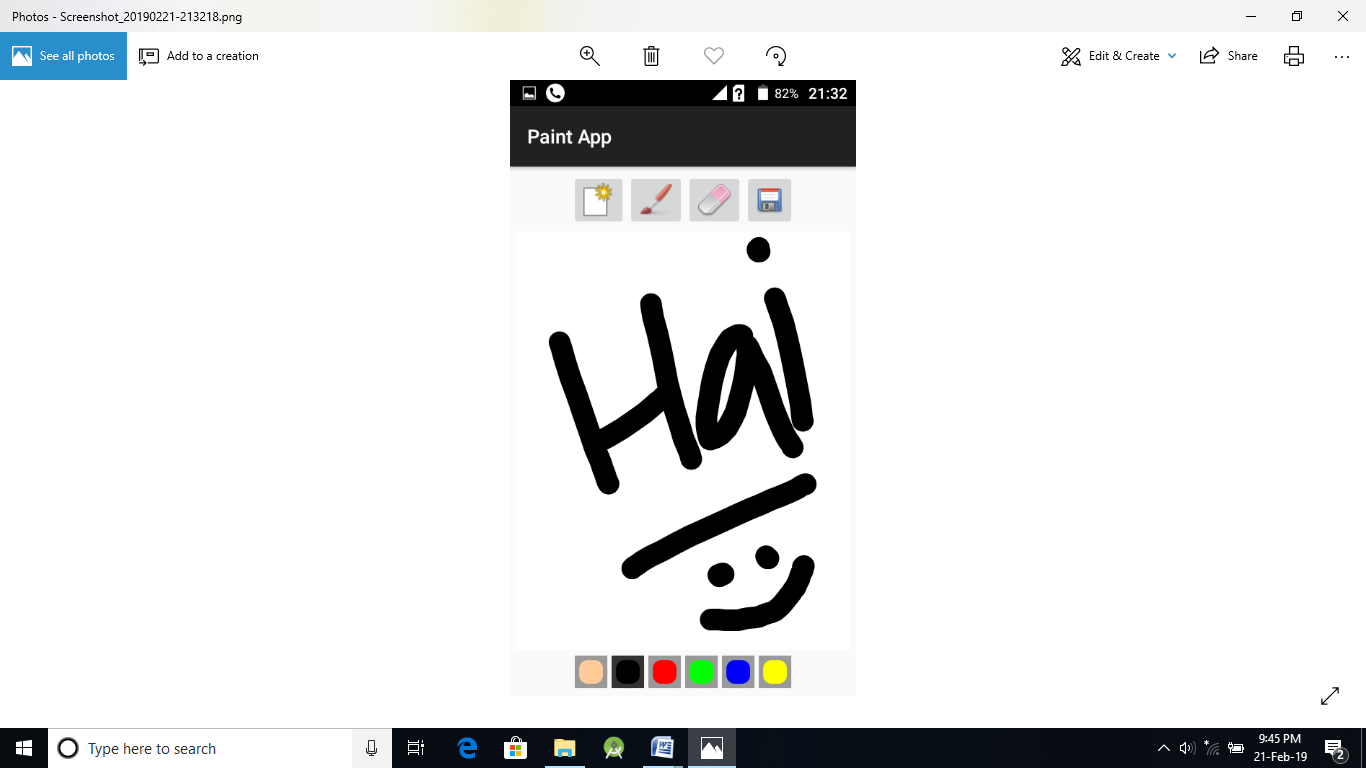 Photos - Screenshot_20190221-213218.png
See all photos
Add to a creation
Edit & Create
Share
82% 21:32
Paint App
Hai
Type here to search
9:45 PM
21-Feb-19
2